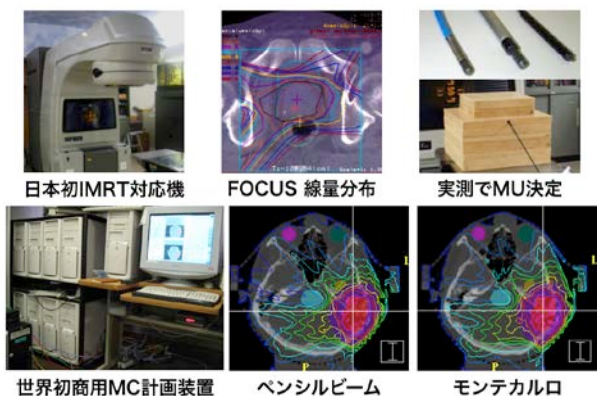 日本初IMRT対応機
FOCUS 線量分布
実測でMU決定
L
P
L
P
世界初商用MC計画装置
ペンシルビーム
モンテカルロ